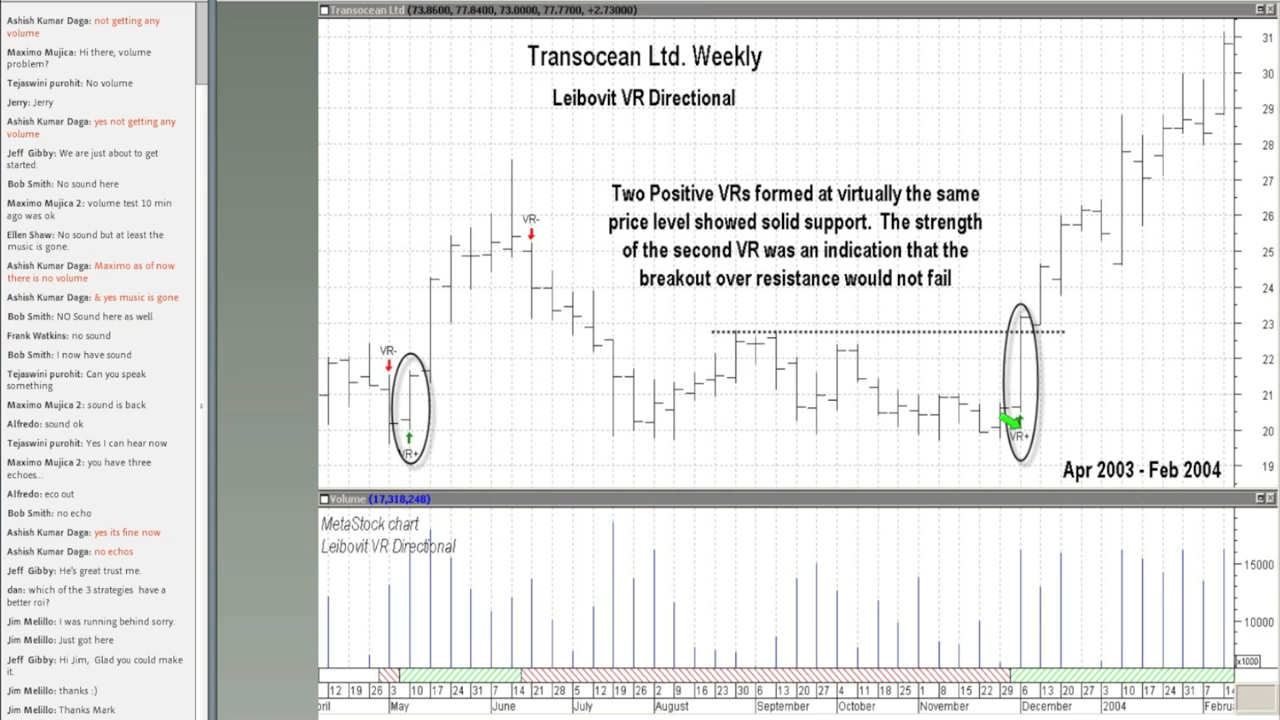 Ashish Kumar Daga: not getting any
volume
Maximo Mujica: Hi there, volume
problem?
Tejaswini purohit: No volume
Jerry: Jerry
Ashish Kumar Daga: yes not getting any
volume
Jeff Gibby: We are just about to get
started.
Bob Smith: No sound here
Maximo Mujica 2: volume test 10 min
ago was ok
Ellen Shaw: No sound but at least the
music is gone.
Ashish Kumar Daga: Maximo as of now
there is no volume
Ashish Kumar Daga: & yes music is gone
Bob Smith: NO Sound here as well
Frank Watkins: no sound
Bob Smith: I now have sound
Tejaswini purohit: Can you speak
something
Maximo Mujica 2: sound is back
Alfredo: sound ok
Tejaswini purohit: Yes I can hear now
Maximo Mujica 2: you have three
echoes...
Alfredo: eco out
Bob Smith: no echo
Ashish Kumar Daga: yes its fine now
Ashish Kumar Daga: no echos
Jeff Gibby: He's great trust me.
dan: which of the 3 strategies have a
better roi?
Jim Melillo: I was running behind sorry.
Jim Melillo: Just got here
Jeff Gibby: Hi Jim, Glad you could make
it.
Jim Melillo: thanks :)
Jim Melillo: Thanks Mark
Transocean Ltd (73.8600, 77.8400, 73.0000, 77.7700, +2.73000)
Transocean Ltd. Weekly
Leibovit VR Directional
Two Positive VRs formed at virtually the same
price level showed solid support. The strength
of the second VR was an indication that the
breakout over resistance would not fail
VR-
VR-
VR+
VR+
31
30
29
28
27
26
25
24
23
22
21
20
19
Apr 2003 - Feb 2004
Volume (17,318,248)
MetaStock chart
Leibovit VR Directional
15000
10000
x1000
12 19 26 3 10 17 24 31 7 14 21 28 5 12 19 26 2 9 16 23 30 6 13 20 27 4 11 18 25 1 8 15 22 29 6 13 20 27 3 10 17 24 31 7 14
pril May June July August September October November December 2004 Februa